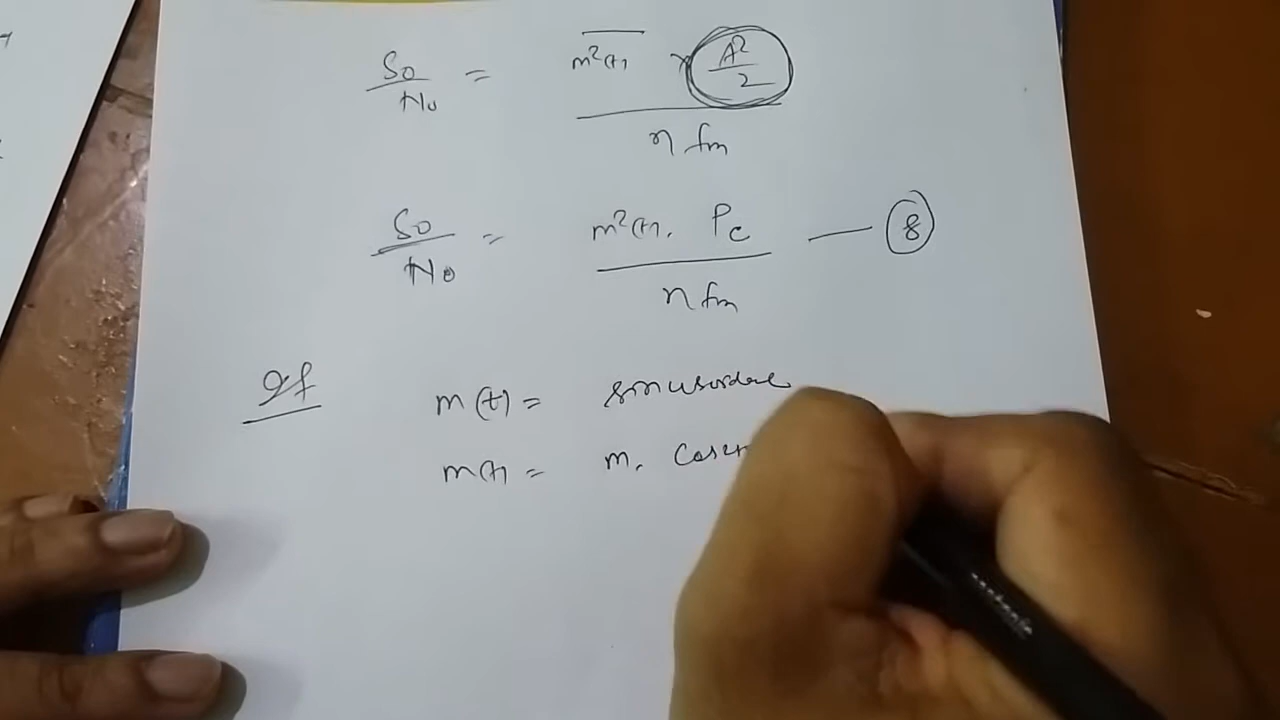 So/No = m²(t) × A²/2 / η fm
So/No = m²(t). Pc / η fm — 8
If
m(t) = sinusoidal
m(t) = m. Cos